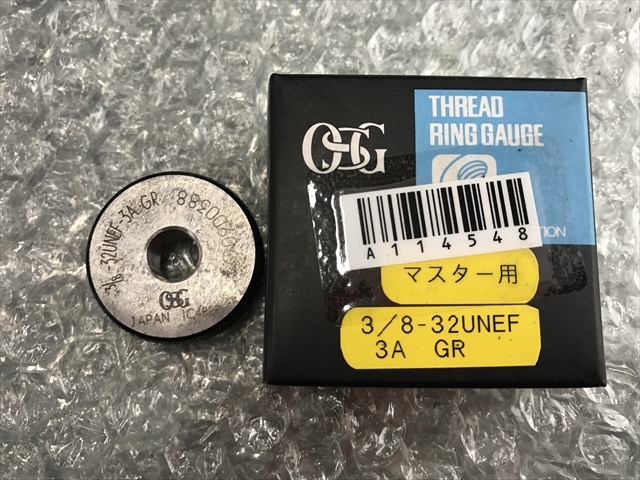 3/8-32UNEF-3A-GR
OSG
JAPAN
THREAD
RING GAUGE
OSG
A114548
マスター用
3/8-32UNEF
3A GR